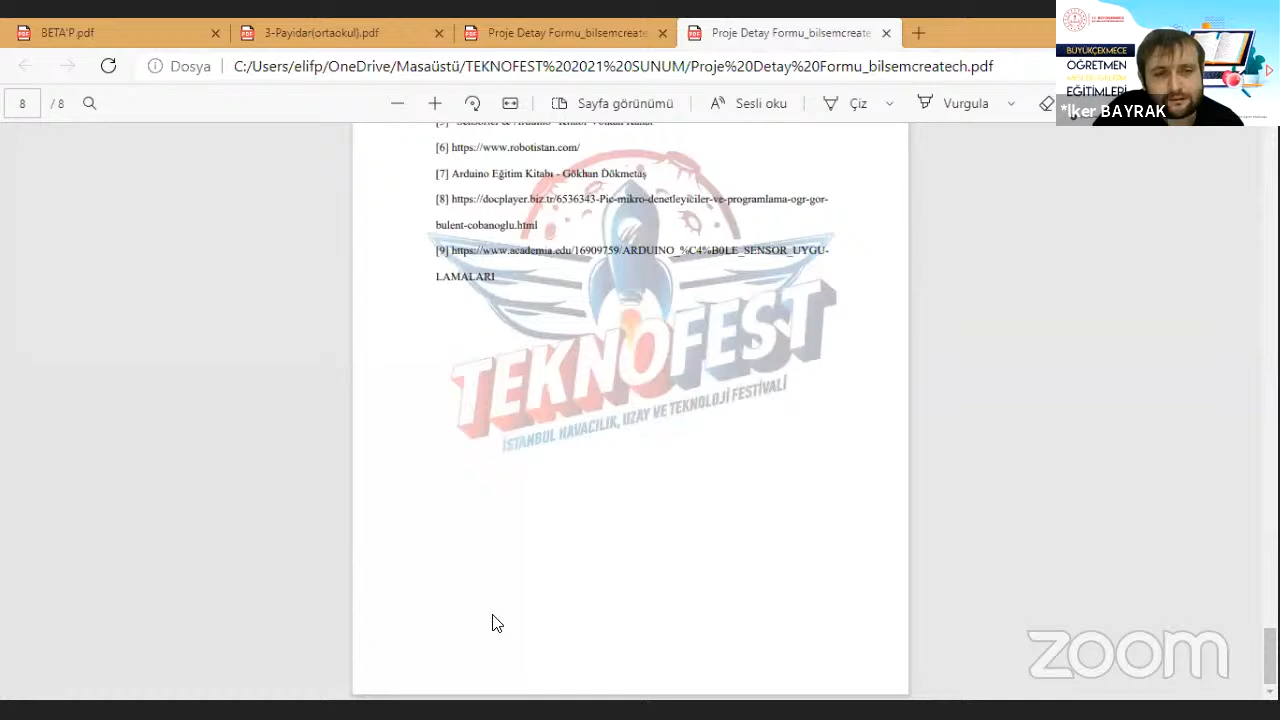 BETA'P.pdf
3-Payidar(ortaokul).pdf
Proje Detay Formu_bilsemcreate
Proje Detay Formu_bilsemcreate
Dosya
C:/Users/elifp/OneDrive/Masaüstü/TEKNOFEST%202021%20SUNUM/Proje%20Detay%20Formu_bilsemcreatech.pdf
8 / 8
Sayfa görünümü
Sesli oku
Çiz
Vurgula
[6] https://www.robotistan.com/
[7] Arduino Eğitim Kitabı - Gökhan Dökmetaş
[8] https://docplayer.biz.tr/6536343-Pic-mikro-denetleyiciler-ve-programlama-ogr-gor-
bulent-cobanoglu.html
[9] https://www.academia.edu/16909759/ARDUINO_%C4%B0LE_SENSOR_UYGU-
LAMALARI
TEKNOFEST
İSTANBUL HAVACILIK, UZAY VE TEKNOLOJİ FESTİVALİ
BÜYÜKÇEKMECE
ÖĞRETMEN
MESLEKİ GELİŞİM
EĞİTİMLERİ
*İlker BAYRAK
zoom